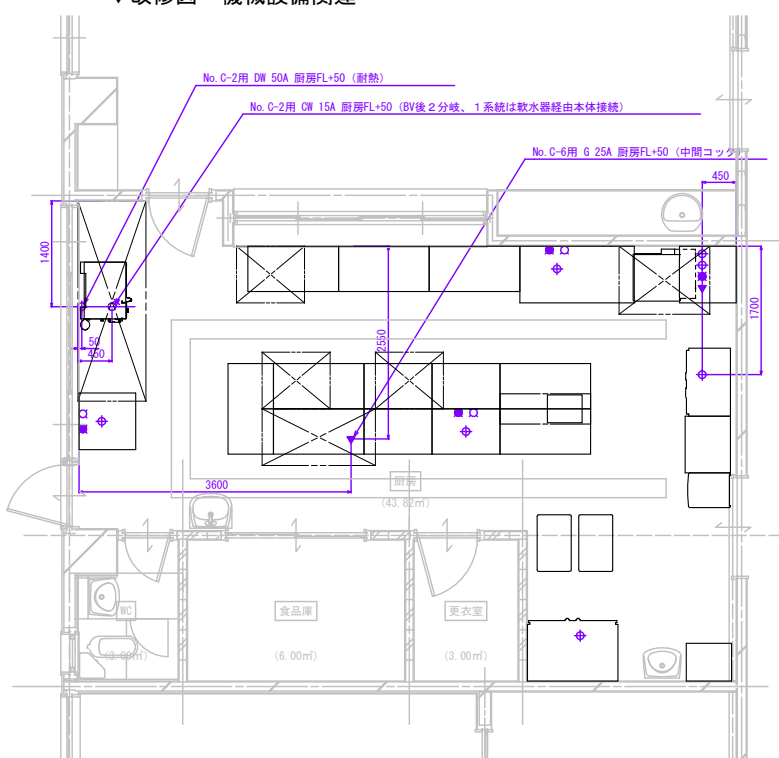 ▼改修図 機械設備関連
No.C-2用 DW 50A 厨房FL+50（耐熱）
No.C-2用 CW 15A 厨房FL+50（BV後２分岐、１系統は軟水器経由本体接続）
No.C-6用 G 25A 厨房FL+50（中間コック）
450
1400
1700
50
450
2550
3600
厨房
(43.82㎡)
WC
(3.00㎡)
食品庫
(6.00㎡)
更衣室
(3.00㎡)